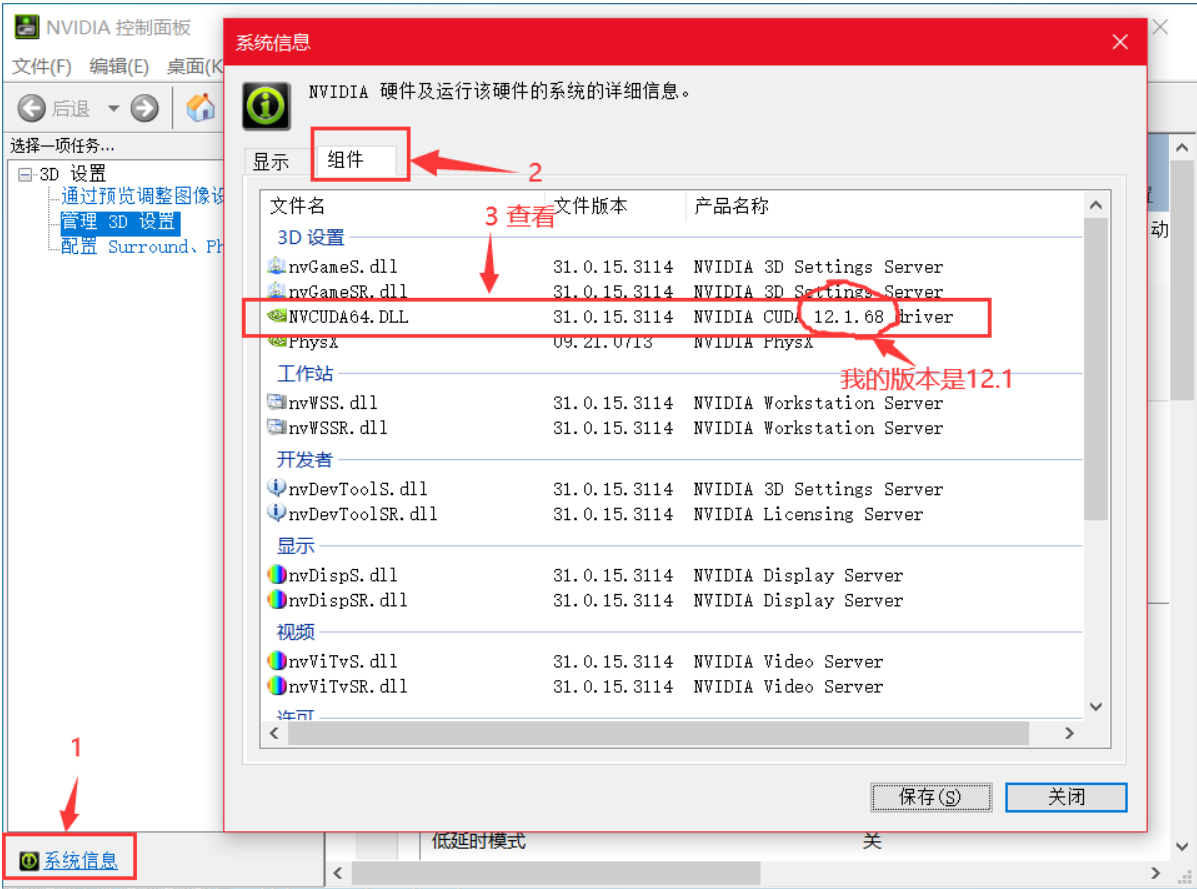 NVIDIA 控制面板
文件(F) 编辑(E) 桌面(K
后退
选择一项任务...
3D 设置
通过预览调整图像设
管理 3D 设置
配置 Surround、Ph
1
系统信息
系统信息
NVIDIA 硬件及运行该硬件的系统的详细信息。
显示 组件
2
文件名 文件版本 产品名称
3 查看
3D 设置
nvGameS.dll 31.0.15.3114 NVIDIA 3D Settings Server
nvGameSR.dll 31.0.15.3114 NVIDIA 3D Settings Server
NVCUDA64.DLL 31.0.15.3114 NVIDIA CUDA 12.1.68 driver
PhysX 09.21.0713 NVIDIA PhysX
我的版本是12.1
工作站
nvWSS.dll 31.0.15.3114 NVIDIA Workstation Server
nvWSSR.dll 31.0.15.3114 NVIDIA Workstation Server
开发者
nvDevToolS.dll 31.0.15.3114 NVIDIA 3D Settings Server
nvDevToolSR.dll 31.0.15.3114 NVIDIA Licensing Server
显示
nvDispS.dll 31.0.15.3114 NVIDIA Display Server
nvDispSR.dll 31.0.15.3114 NVIDIA Display Server
视频
nvViTvS.dll 31.0.15.3114 NVIDIA Video Server
nvViTvSR.dll 31.0.15.3114 NVIDIA Video Server
许可
保存(S) 关闭
动
低延时模式 关